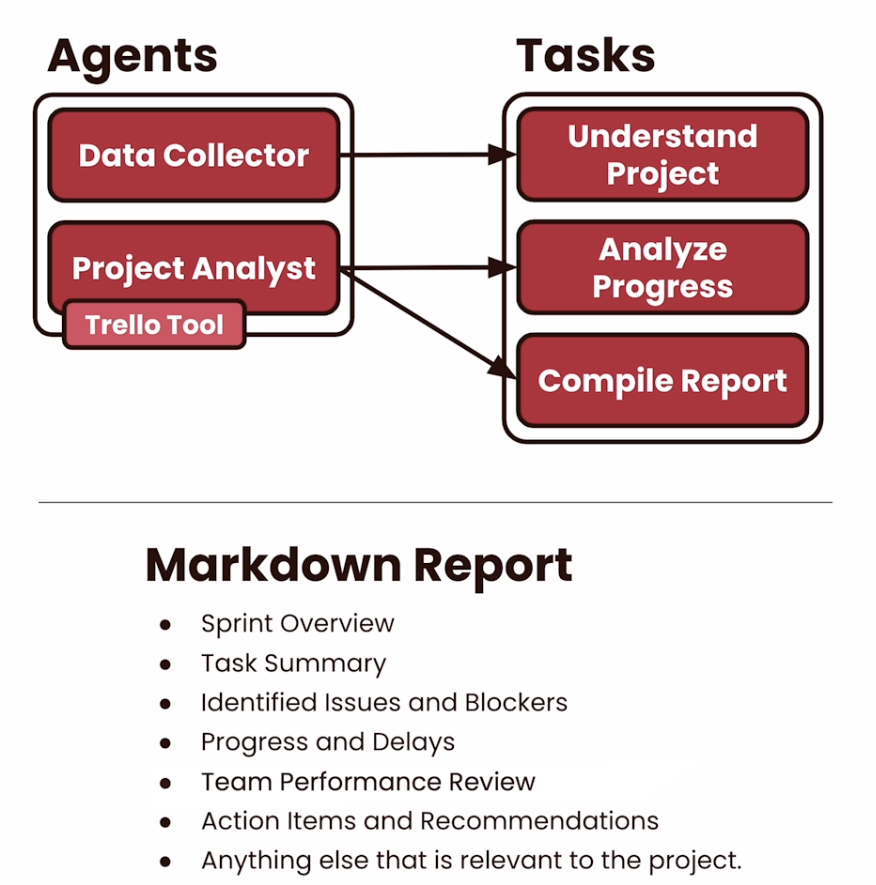 Agents
Tasks
Data Collector
Understand
Project
Project Analyst
Trello Tool
Analyze
Progress
Compile Report
Markdown Report
Sprint Overview
Task Summary
Identified Issues and Blockers
Progress and Delays
Team Performance Review
Action Items and Recommendations
Anything else that is relevant to the project.